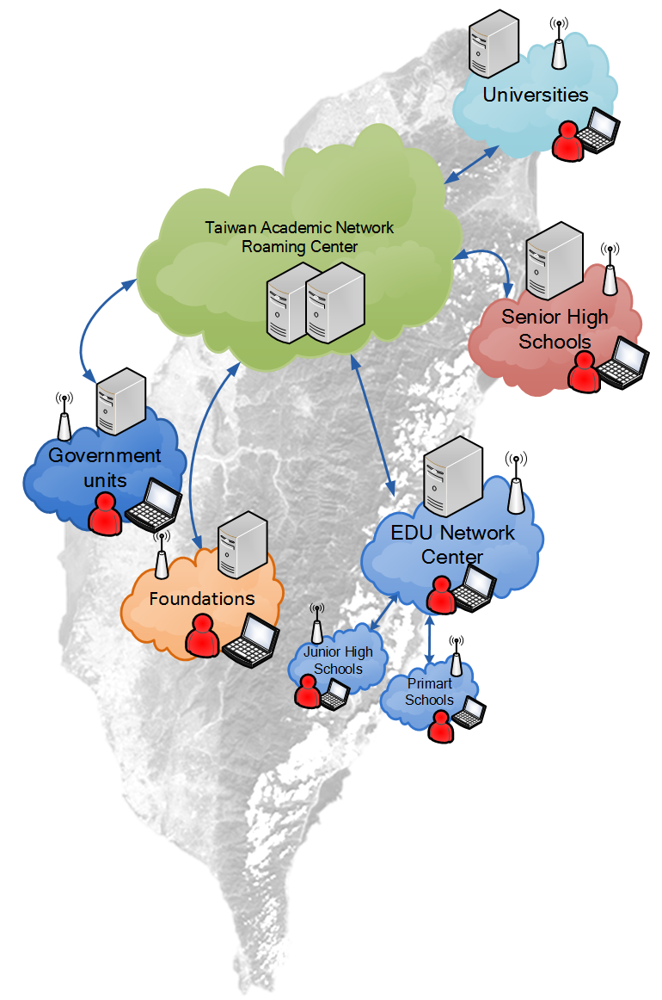 Universities
Taiwan Academic Network
Roaming Center
Senior High
Schools
Government
units
EDU Network
Center
Foundations
Junior High
Schools
Primart
Schools